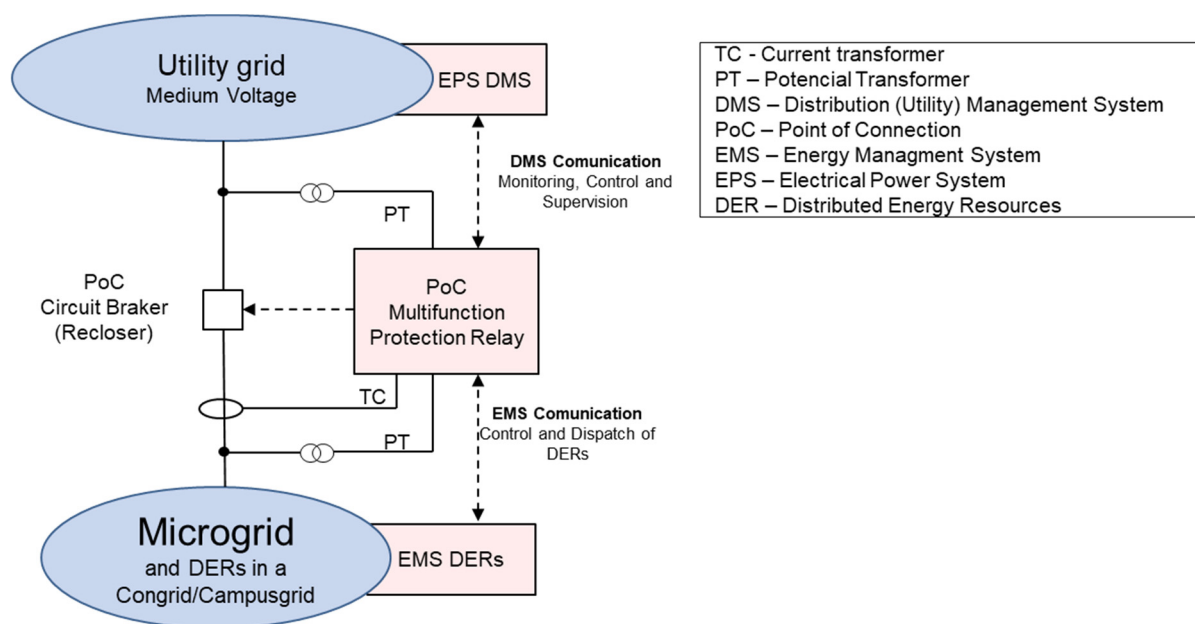 Utility grid
Medium Voltage
EPS DMS
DMS Comunication
Monitoring, Control and
Supervision
PT
PoC
Circuit Braker
(Recloser)
PoC
Multifunction
Protection Relay
TC
PT
EMS Comunication
Control and Dispatch of
DERs
Microgrid
and DERs in a
Congrid/Campusgrid
EMS DERs
TC - Current transformer
PT – Potencial Transformer
DMS – Distribution (Utility) Management System
PoC – Point of Connection
EMS – Energy Managment System
EPS – Electrical Power System
DER – Distributed Energy Resources